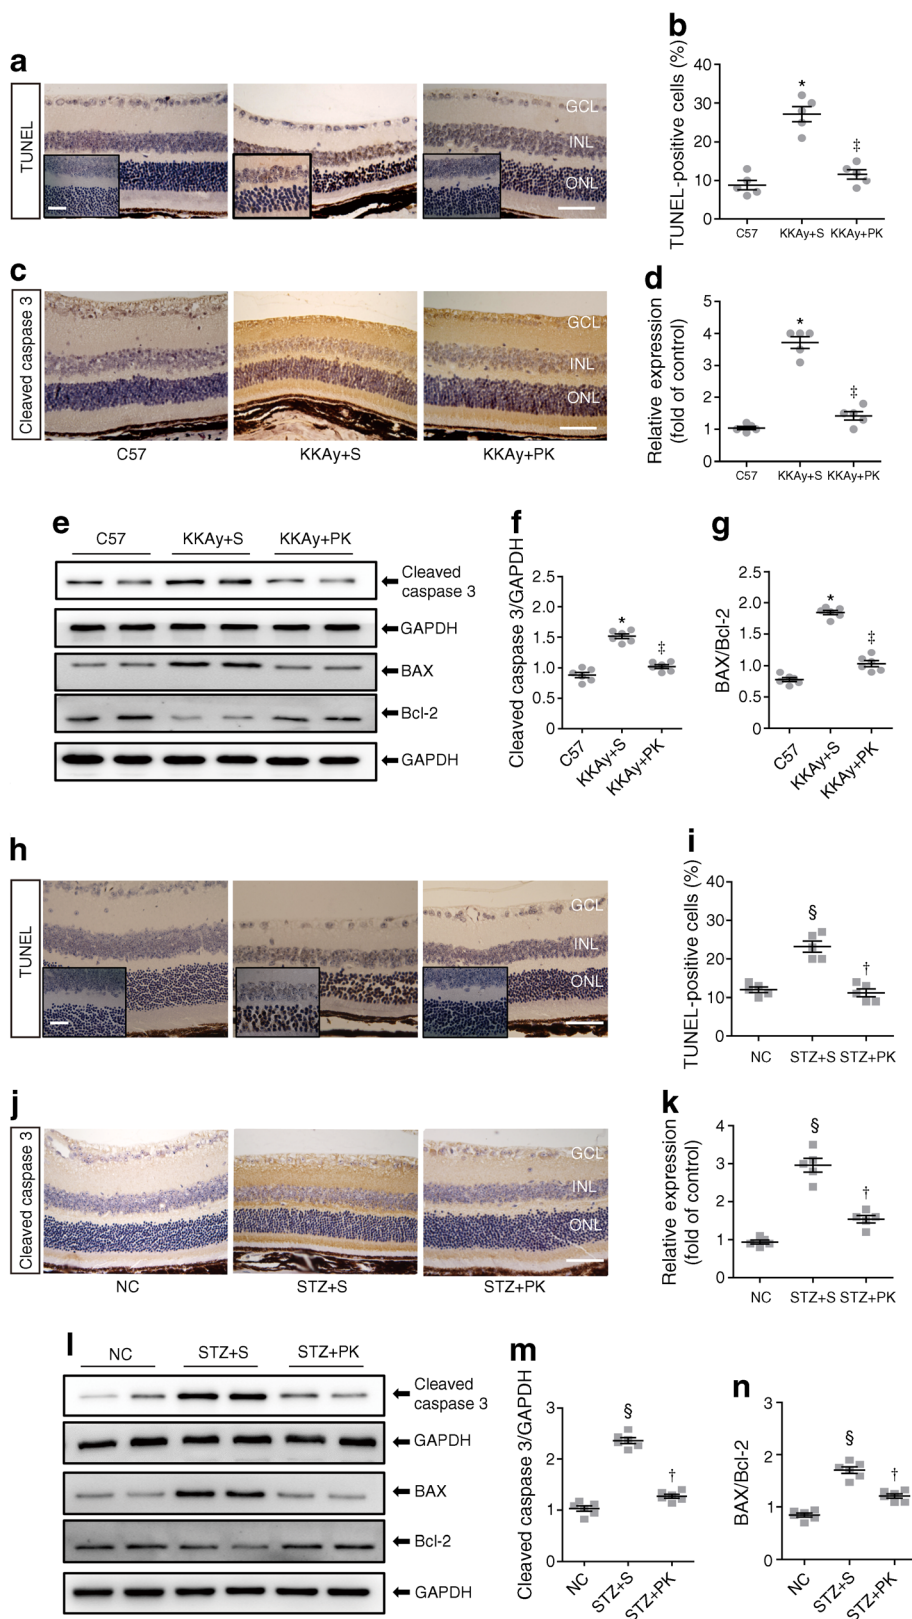 a
TUNEL
GCL
INL
ONL
b
TUNEL-positive cells (%)
40
30
20
10
0
*
‡
C57
KKAy+S
KKAy+PK
c
Cleaved caspase 3
GCL
INL
ONL
C57
KKAy+S
KKAy+PK
d
Relative expression
(fold of control)
5
4
3
2
1
0
*
‡
C57
KKAy+S
KKAy+PK
e
C57
KKAy+S
KKAy+PK
Cleaved
caspase 3
GAPDH
BAX
Bcl-2
GAPDH
f
Cleaved caspase 3/GAPDH
2.5
2.0
1.5
1.0
0.5
0
*
‡
C57
KKAy+S
KKAy+PK
g
BAX/Bcl-2
2.5
2.0
1.5
1.0
0.5
0
*
‡
C57
KKAy+S
KKAy+PK
h
TUNEL
GCL
INL
ONL
i
TUNEL-positive cells (%)
40
30
20
10
0
§
†
NC
STZ+S
STZ+PK
j
Cleaved caspase 3
GCL
INL
ONL
NC
STZ+S
STZ+PK
k
Relative expression
(fold of control)
4
3
2
1
0
§
†
NC
STZ+S
STZ+PK
l
NC
STZ+S
STZ+PK
Cleaved
caspase 3
GAPDH
BAX
Bcl-2
GAPDH
m
Cleaved caspase 3/GAPDH
3
2
1
0
§
†
NC
STZ+S
STZ+PK
n
BAX/Bcl-2
3
2
1
0
§
†
NC
STZ+S
STZ+PK